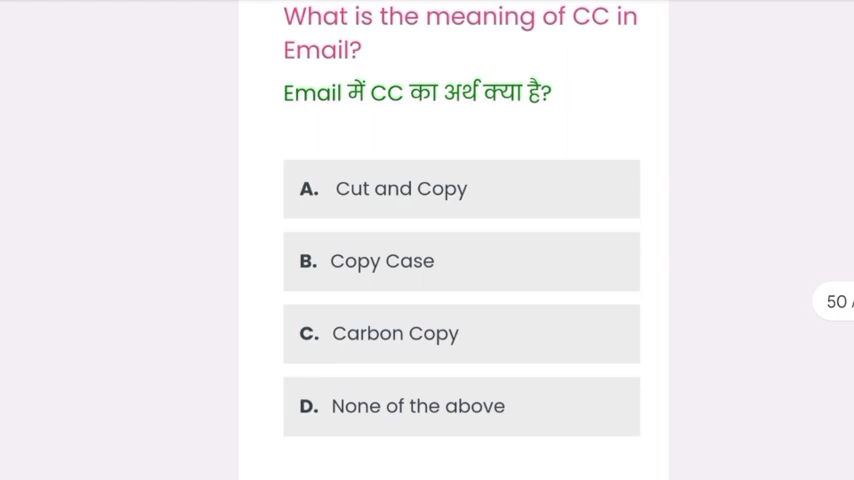 What is the meaning of CC in
Email?
Email में CC का अर्थ क्या है?
A. Cut and Copy
B. Copy Case
50 /
C. Carbon Copy
D. None of the above